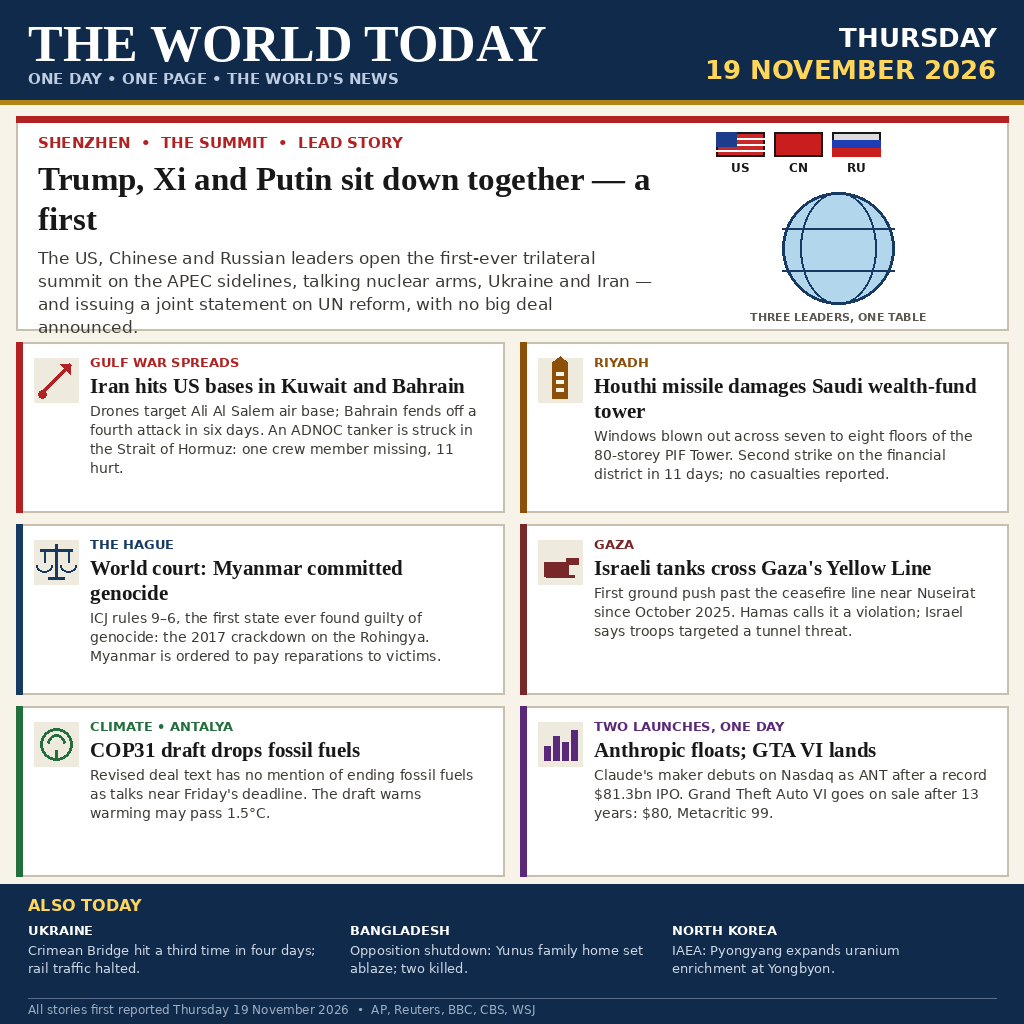 THE WORLD TODAY
ONE DAY • ONE PAGE • THE WORLD'S NEWS
THURSDAY
19 NOVEMBER 2026
SHENZHEN • THE SUMMIT • LEAD STORY
Trump, Xi and Putin sit down together — a
first
The US, Chinese and Russian leaders open the first-ever trilateral
summit on the APEC sidelines, talking nuclear arms, Ukraine and Iran —
and issuing a joint statement on UN reform, with no big deal
announced.
US CN RU
THREE LEADERS, ONE TABLE
GULF WAR SPREADS
Iran hits US bases in Kuwait and Bahrain
Drones target Ali Al Salem air base; Bahrain fends off a
fourth attack in six days. An ADNOC tanker is struck in
the Strait of Hormuz: one crew member missing, 11
hurt.
RIYADH
Houthi missile damages Saudi wealth-fund
tower
Windows blown out across seven to eight floors of the
80-storey PIF Tower. Second strike on the financial
district in 11 days; no casualties reported.
THE HAGUE
World court: Myanmar committed
genocide
ICJ rules 9–6, the first state ever found guilty of
genocide: the 2017 crackdown on the Rohingya.
Myanmar is ordered to pay reparations to victims.
GAZA
Israeli tanks cross Gaza's Yellow Line
First ground push past the ceasefire line near Nuseirat
since October 2025. Hamas calls it a violation; Israel
says troops targeted a tunnel threat.
CLIMATE • ANTALYA
COP31 draft drops fossil fuels
Revised deal text has no mention of ending fossil fuels
as talks near Friday's deadline. The draft warns
warming may pass 1.5°C.
TWO LAUNCHES, ONE DAY
Anthropic floats; GTA VI lands
Claude's maker debuts on Nasdaq as ANT after a record
$81.3bn IPO. Grand Theft Auto VI goes on sale after 13
years: $80, Metacritic 99.
ALSO TODAY
UKRAINE
Crimean Bridge hit a third time in four days;
rail traffic halted.
BANGLADESH
Opposition shutdown: Yunus family home set
ablaze; two killed.
NORTH KOREA
IAEA: Pyongyang expands uranium
enrichment at Yongbyon.
All stories first reported Thursday 19 November 2026 • AP, Reuters, BBC, CBS, WSJ